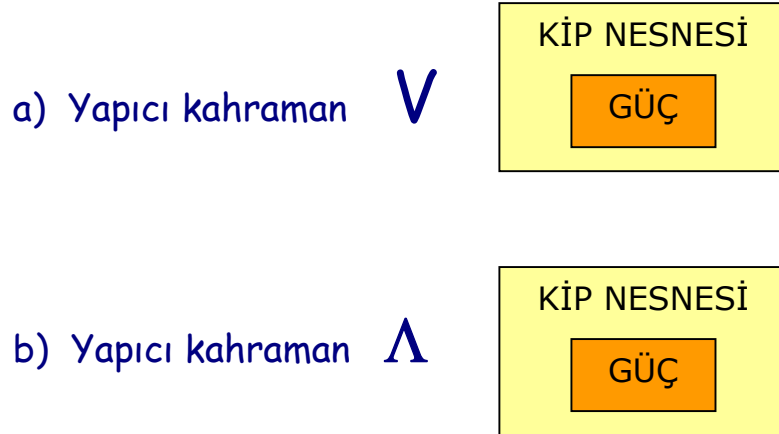 KİP NESNESİ
a) Yapıcı kahraman V
GÜÇ
KİP NESNESİ
b) Yapıcı kahraman Λ
GÜÇ